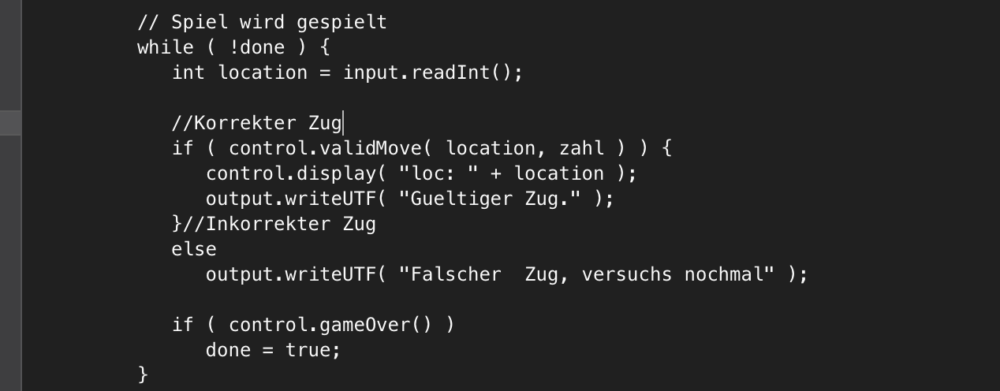 // Spiel wird gespielt
while ( !done ) {
int location = input.readInt();
//Korrekter Zug
if ( control.validMove( location, zahl ) ) {
control.display( "loc: " + location );
output.writeUTF( "Gueltiger Zug." );
}//Inkorrekter Zug
else
output.writeUTF( "Falscher  Zug, versuchs nochmal" );
if ( control.gameOver() )
done = true;
}